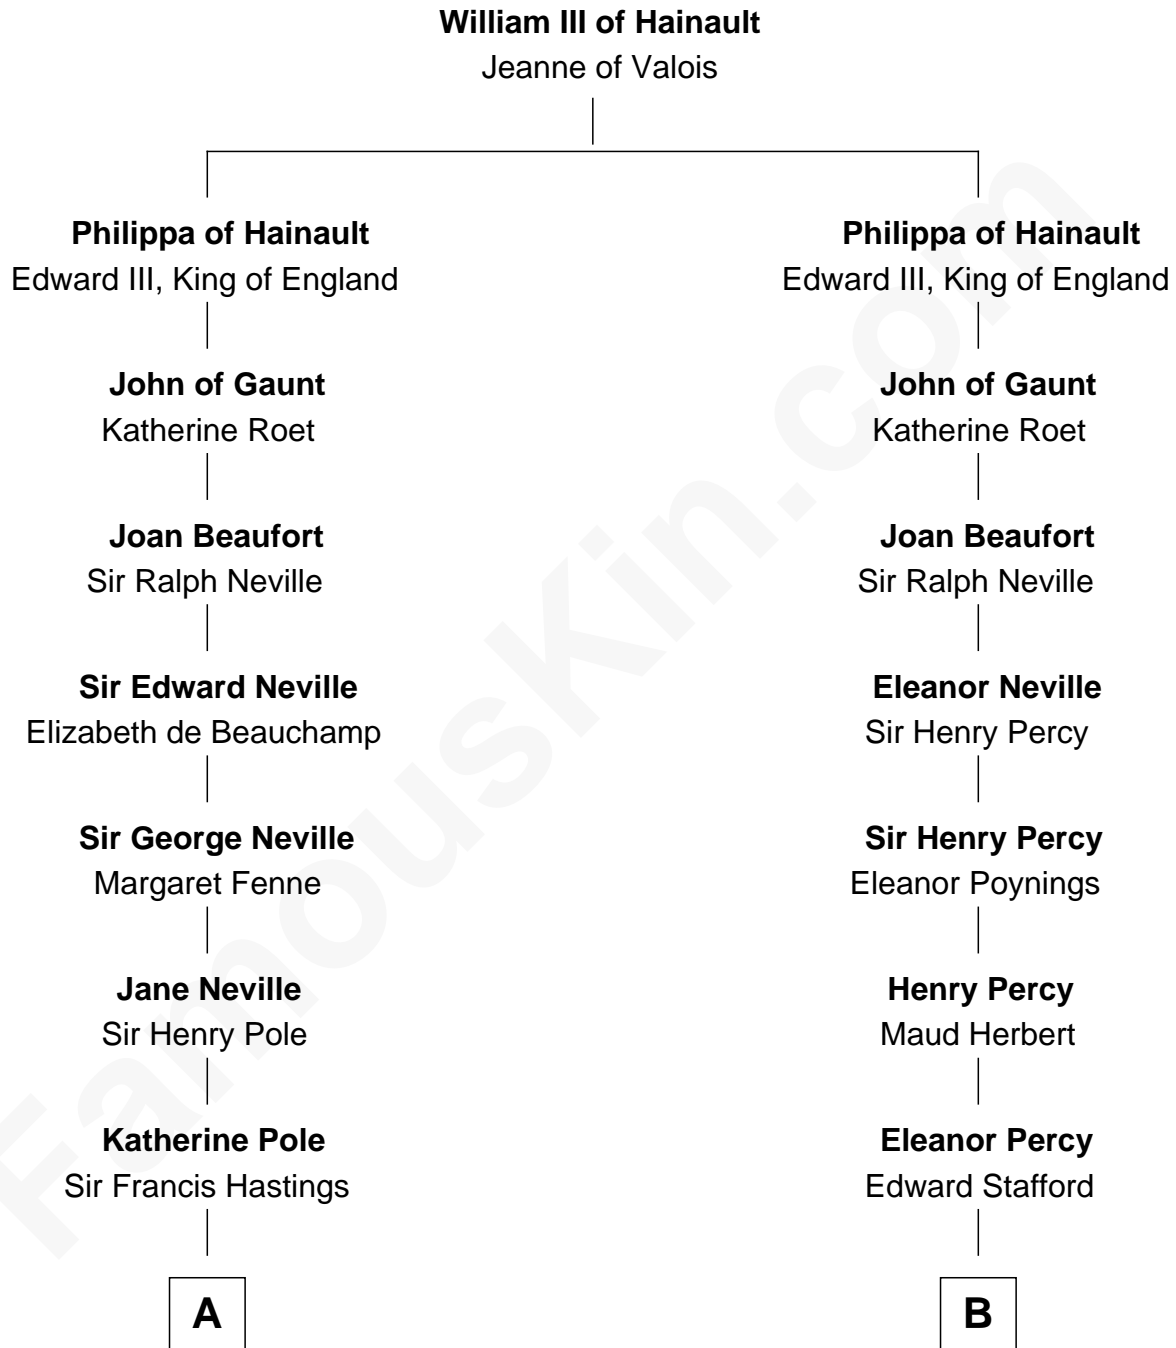 William III of Hainault
Jeanne of Valois
Philippa of Hainault
Edward III, King of England
John of Gaunt
Katherine Roet
Joan Beaufort
Sir Ralph Neville
Sir Edward Neville
Elizabeth de Beauchamp
Sir George Neville
Margaret Fenne
Jane Neville
Sir Henry Pole
Katherine Pole
Sir Francis Hastings
A
Philippa of Hainault
Edward III, King of England
John of Gaunt
Katherine Roet
Joan Beaufort
Sir Ralph Neville
Eleanor Neville
Sir Henry Percy
Sir Henry Percy
Eleanor Poynings
Henry Percy
Maud Herbert
Eleanor Percy
Edward Stafford
B
FamousKin.com